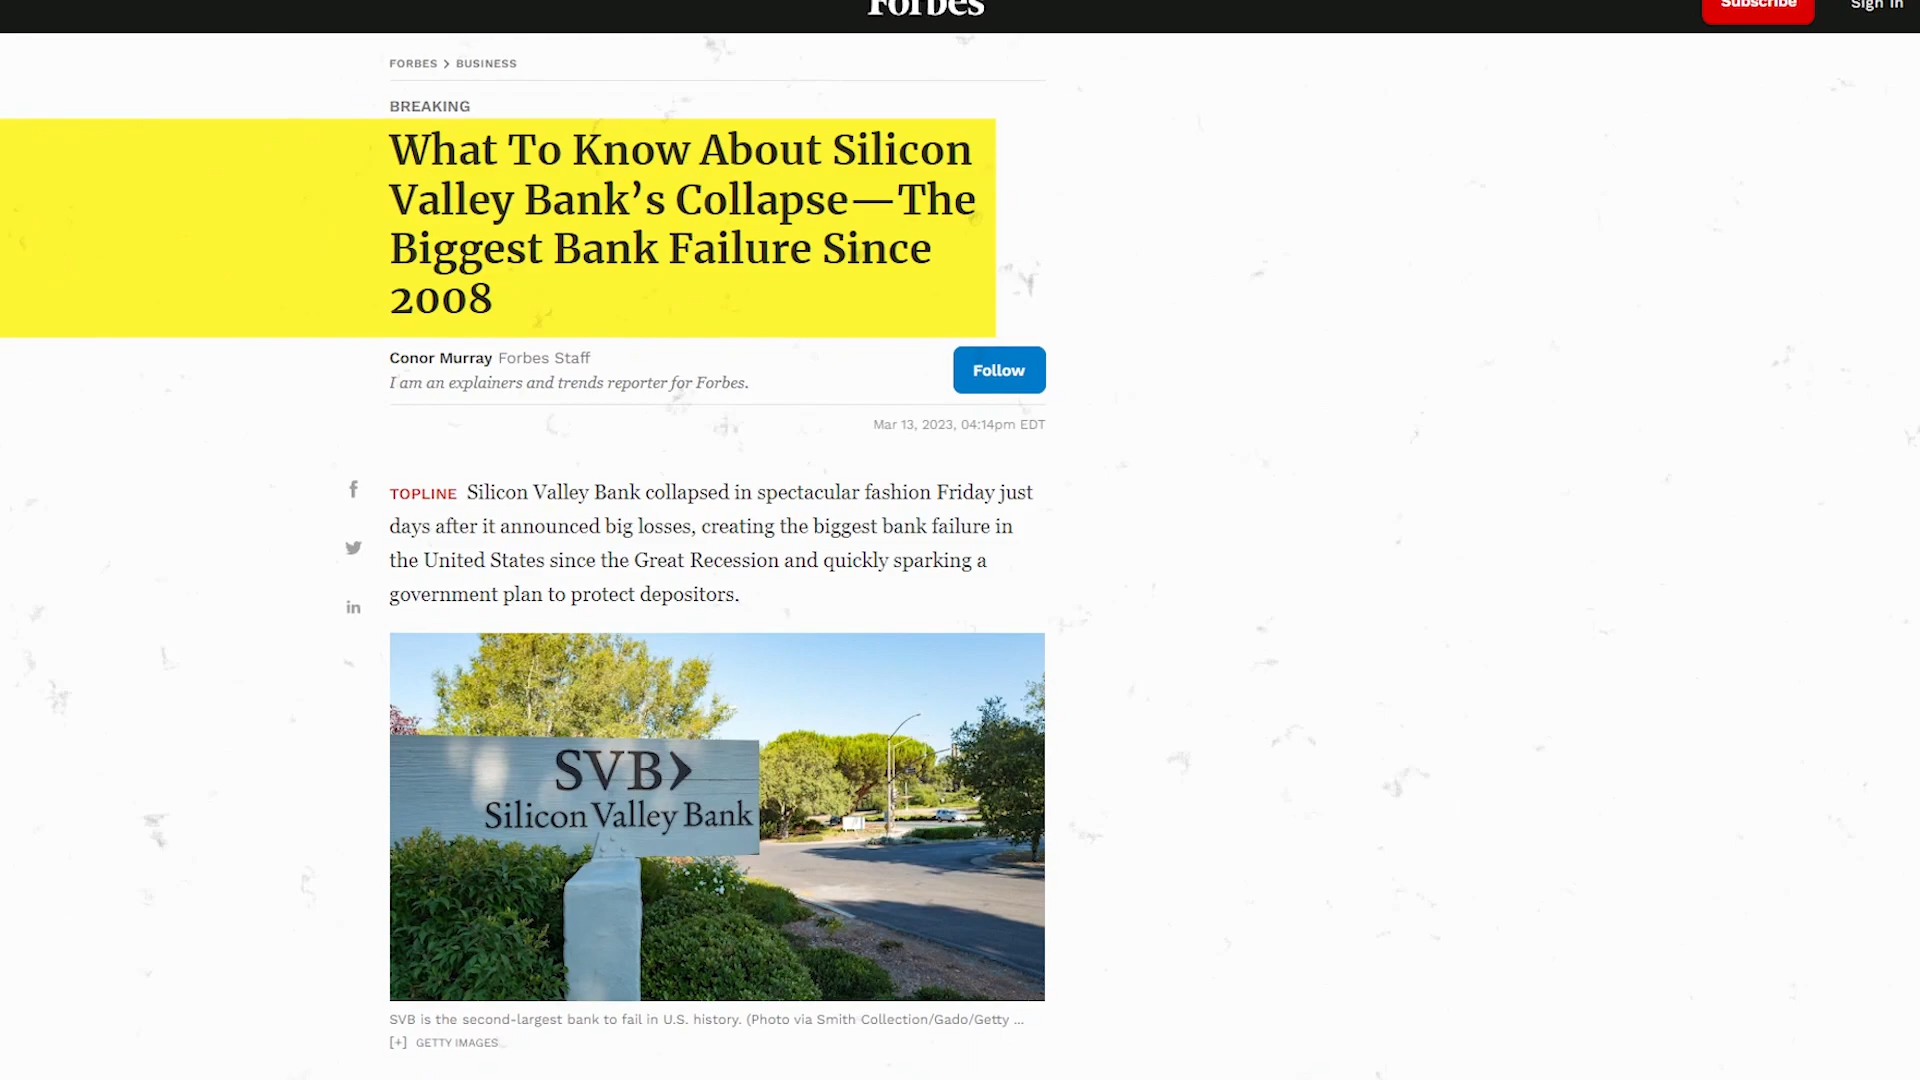 Forbes
Subscribe
Sign In
FORBES > BUSINESS
BREAKING
What To Know About Silicon
Valley Bank’s Collapse—The
Biggest Bank Failure Since
2008
Conor Murray Forbes Staff
I am an explainers and trends reporter for Forbes.
Follow
Mar 13, 2023, 04:14pm EDT
TOPLINE Silicon Valley Bank collapsed in spectacular fashion Friday just
days after it announced big losses, creating the biggest bank failure in
the United States since the Great Recession and quickly sparking a
government plan to protect depositors.
SVB>
Silicon Valley Bank
SVB is the second-largest bank to fail in U.S. history. (Photo via Smith Collection/Gado/Getty ...
[+] GETTY IMAGES